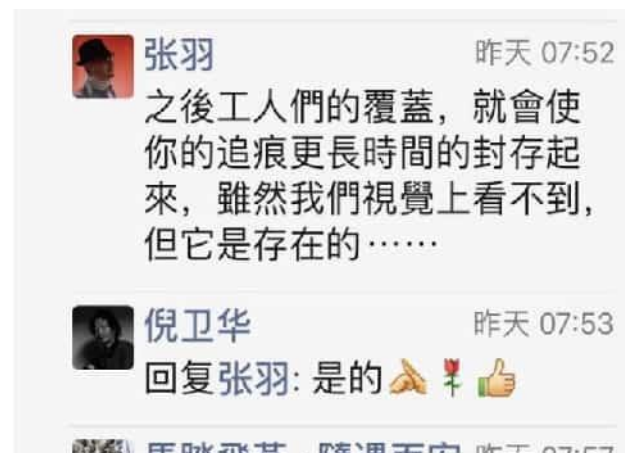 张羽
昨天 07:52
之後工人們的覆蓋，就會使
你的追痕更長時間的封存起
來，雖然我們視覺上看不到，
但它是存在的……
倪卫华
昨天 07:53
回复张羽: 是的🙏🌹👍